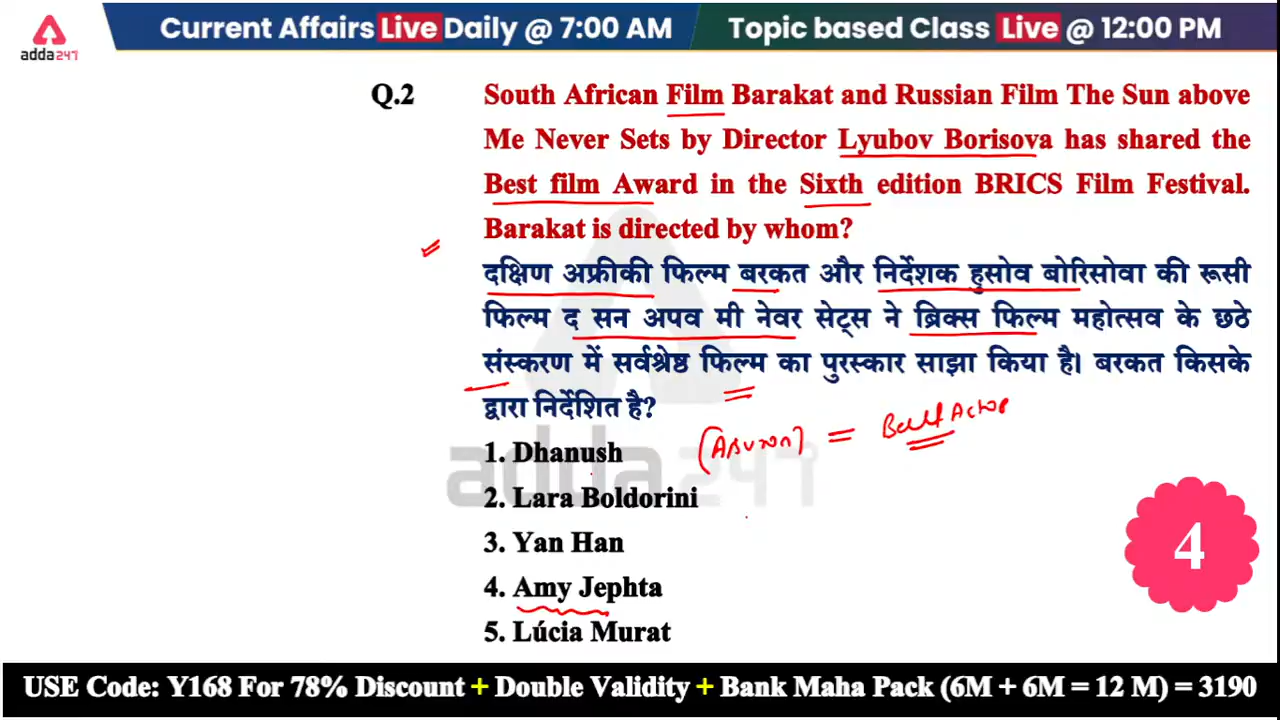 Current Affairs Live Daily @ 7:00 AM
Topic based Class Live @ 12:00 PM
adda247
Q.2 South African Film Barakat and Russian Film The Sun above
Me Never Sets by Director Lyubov Borisova has shared the
Best film Award in the Sixth edition BRICS Film Festival.
Barakat is directed by whom?
दक्षिण अफ्रीकी फिल्म बरकत और निर्देशक हुसोव बोरिसोवा की रूसी
फिल्म द सन अपव मी नेवर सेट्स ने ब्रिक्स फिल्म महोत्सव के छठे
संस्करण में सर्वश्रेष्ठ फिल्म का पुरस्कार साझा किया है। बरकत किसके
द्वारा निर्देशित है?
1. Dhanush
= Best Actor
2. Lara Boldorini
3. Yan Han
4. Amy Jephta
5. Lúcia Murat
4
adda247
USE Code: Y168 For 78% Discount + Double Validity + Bank Maha Pack (6M + 6M = 12 M) = 3190